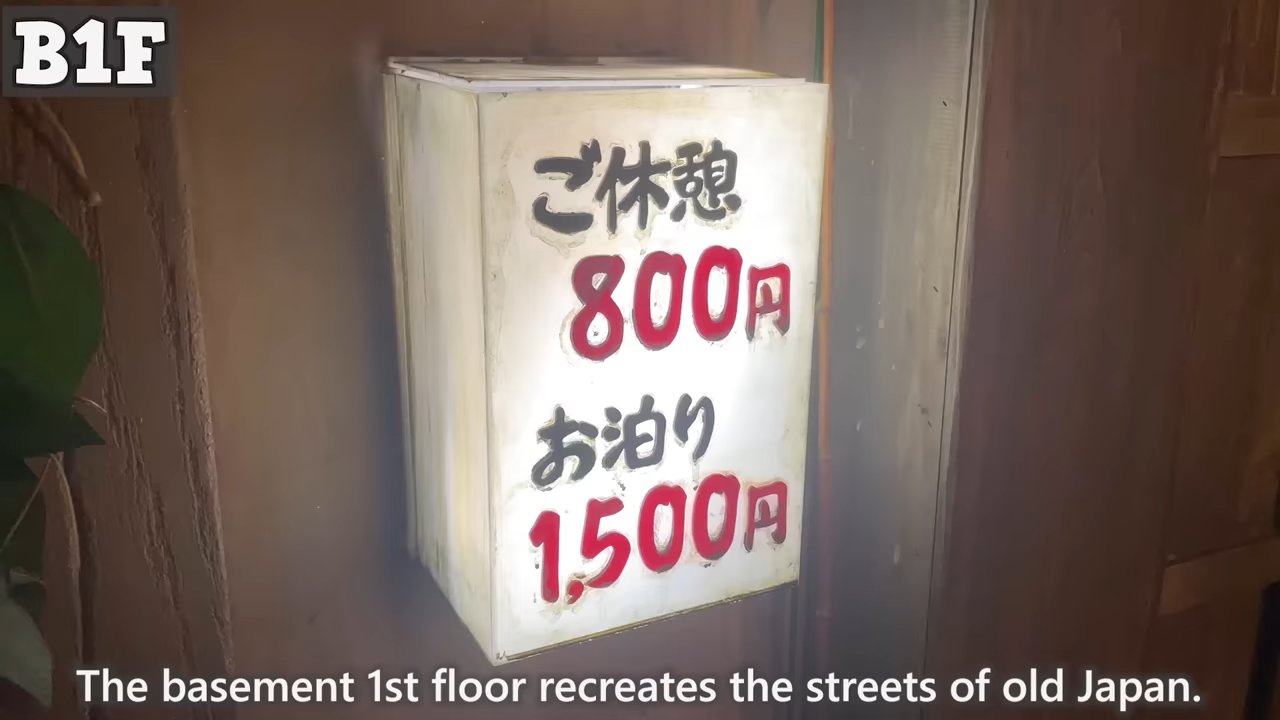 B1F
ご休憩
800円
お泊り
1,500円
The basement 1st floor recreates the streets of old Japan.